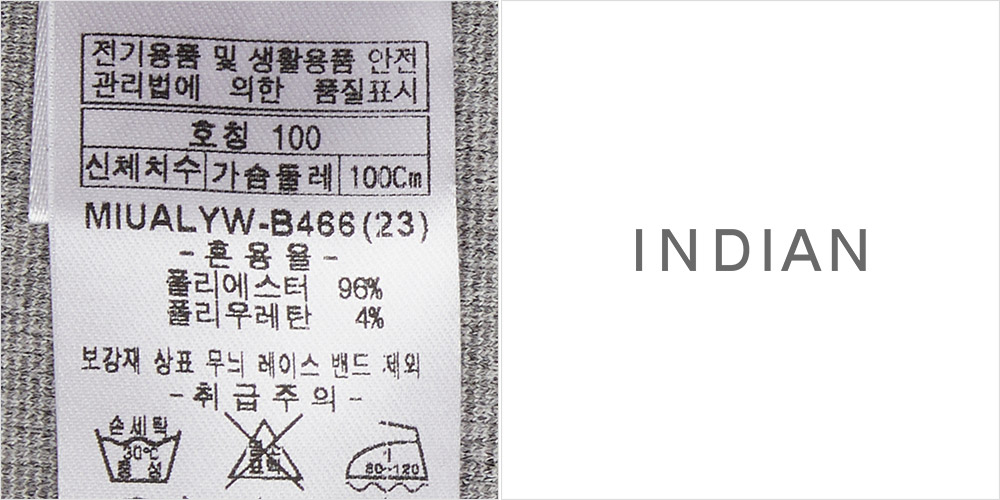 전기용품 및 생활용품 안전
관리법에 의한 품질표시
호칭 100
신체치수 가슴둘레 100Cm
MIUALYW-B466(23)
-혼용율-
폴리에스터 96%
폴리우레탄 4%
보강재 상표 무늬 레이스 밴드 제외
-취급주의-
손세탁
30℃
중성
염소
표백
80~120
INDIAN